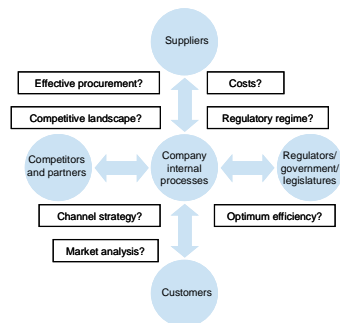 Suppliers
Effective procurement?
Costs?
Competitive landscape?
Regulatory regime?
Competitors
and partners
Company
internal
processes
Regulators/
government/
legislatures
Channel strategy?
Optimum efficiency?
Market analysis?
Customers